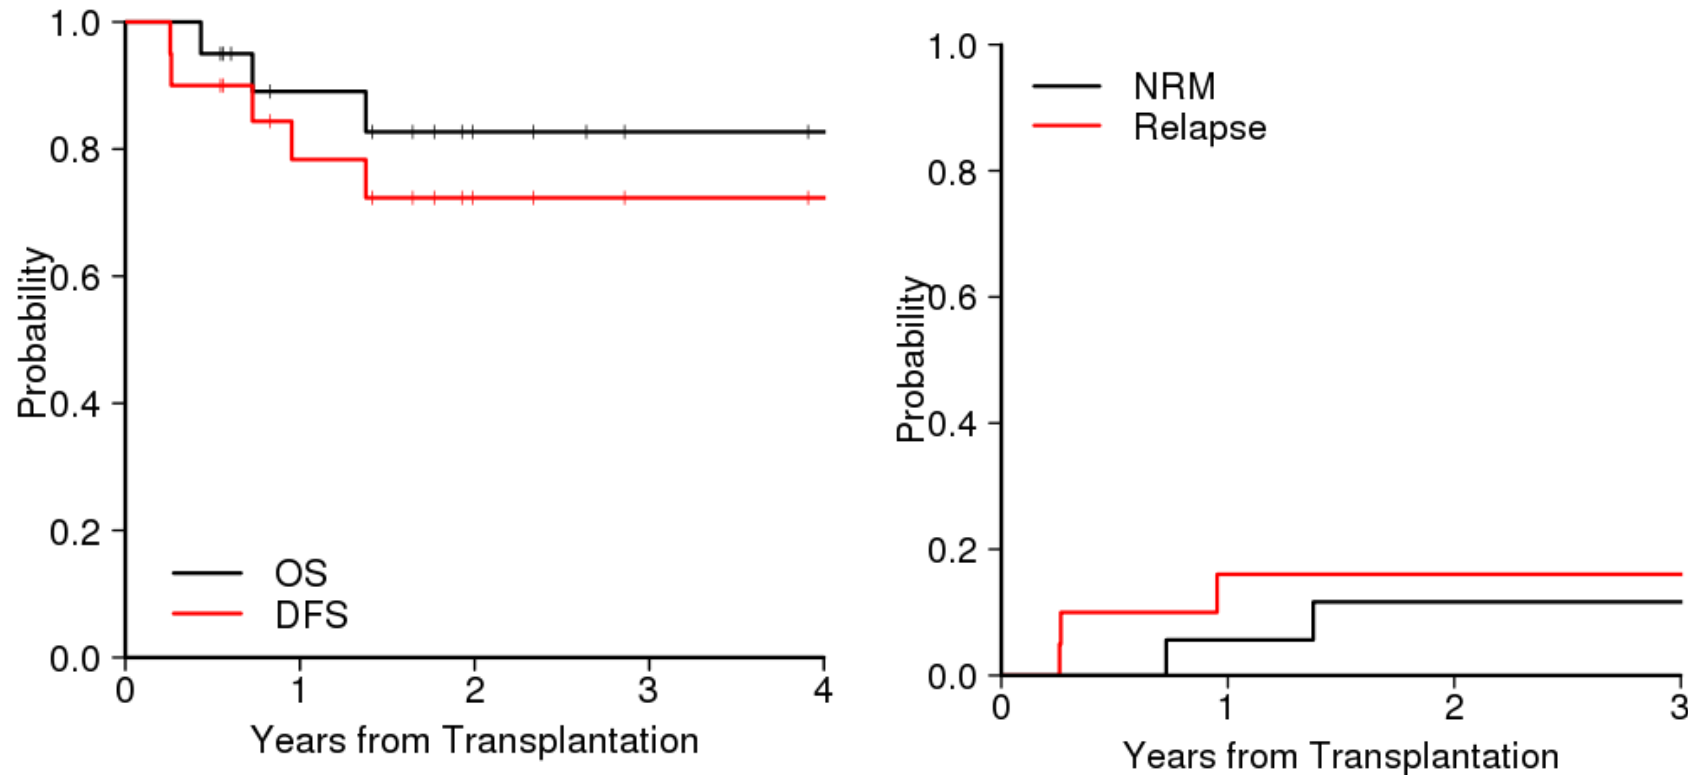 1.0
0.8
0.6
0.4
0.2
0.0
Probability
OS
DFS
0 1 2 3 4
Years from Transplantation
1.0
0.8
0.6
0.4
0.2
0.0
Probability
NRM
Relapse
0 1 2 3
Years from Transplantation